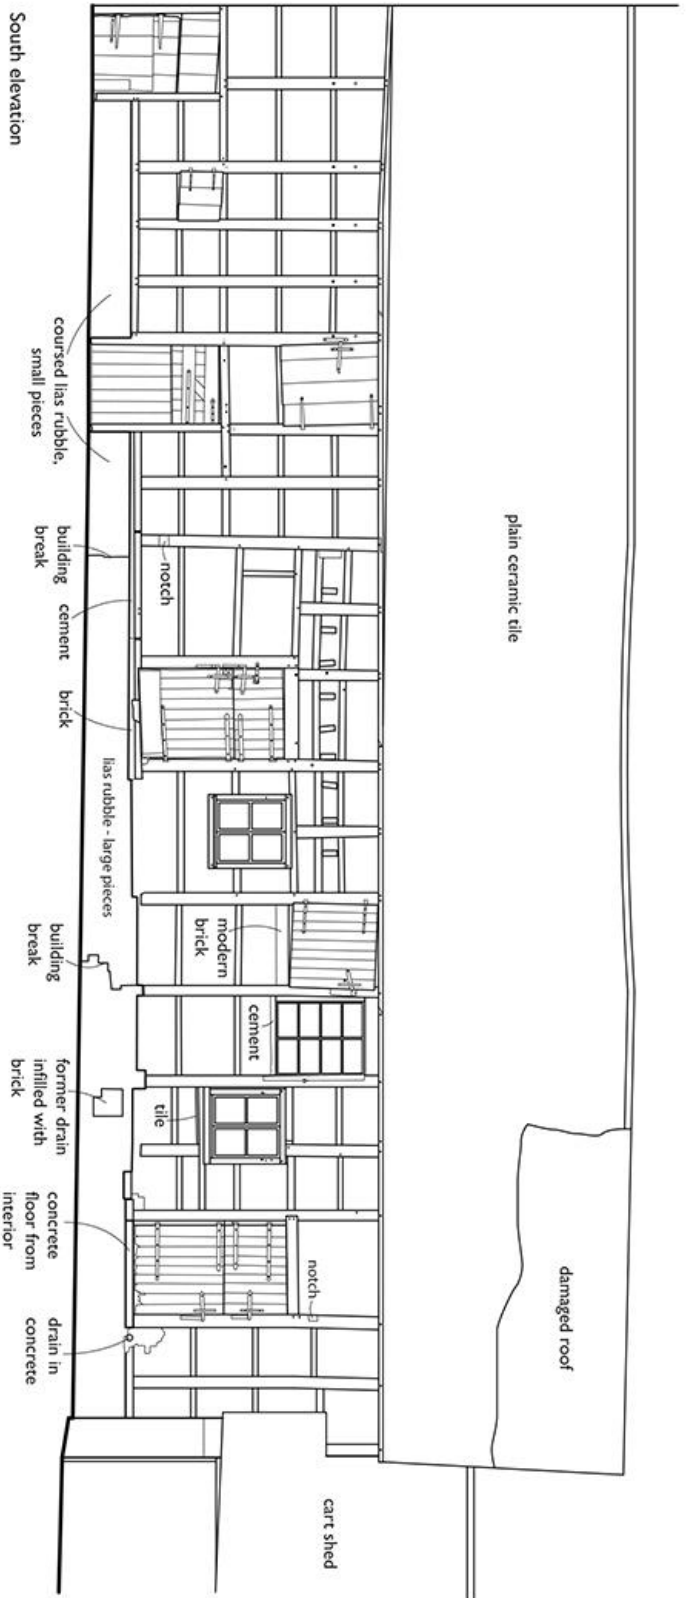 plain ceramic tile
damaged roof
cart shed
notch
modern
brick
cement
tile
notch
lias rubble - large pieces
coursed lias rubble,
small pieces
building
break
cement
brick
building
break
former drain
infilled with
brick
concrete
floor from
interior
drain in
concrete
South elevation